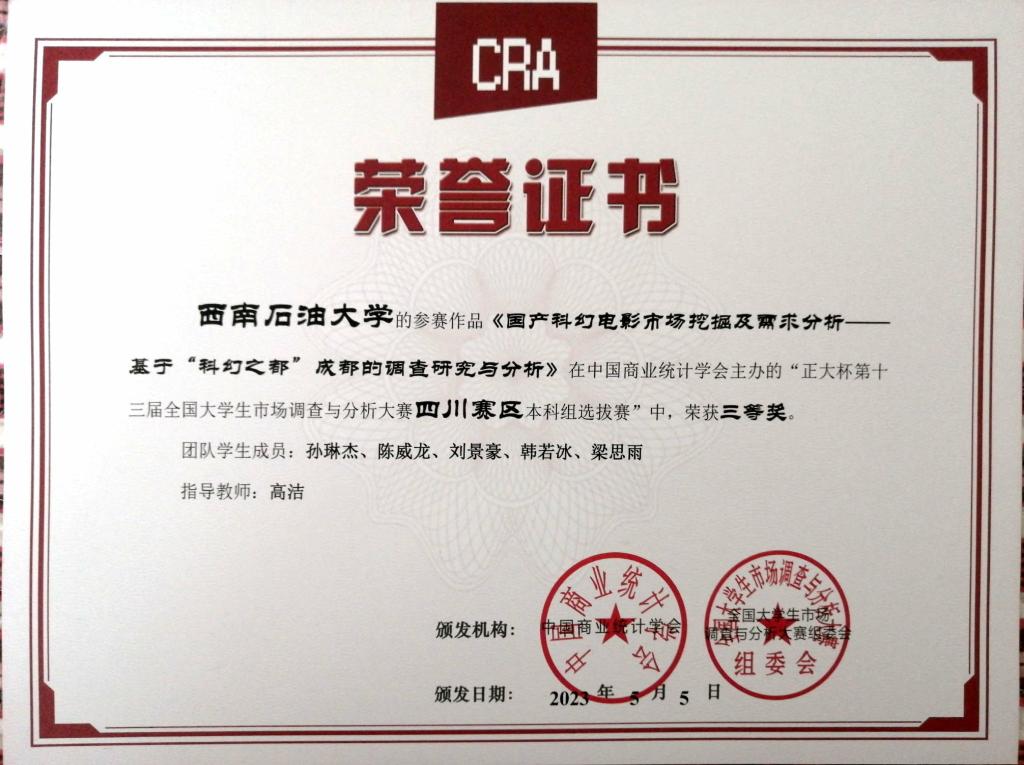 CRA
荣誉证书
西南石油大学的参赛作品《国产科幻电影市场挖掘及需求分析——
基于“科幻之都”成都的调查研究与分析》在中国商业统计学会主办的“正大杯第十
三届全国大学生市场调查与分析大赛四川赛区本科组选拔赛”中，荣获三等奖。
团队学生成员：孙琳杰、陈威龙、刘景豪、韩若冰、梁思雨
指导教师：高洁
中国商业统计学会
全国大学生市场调查与分析大赛
全国大学生市场
颁发机构：中国商业统计学会
调查与分析大赛组委会
组委会
颁发日期：2023年5月5日